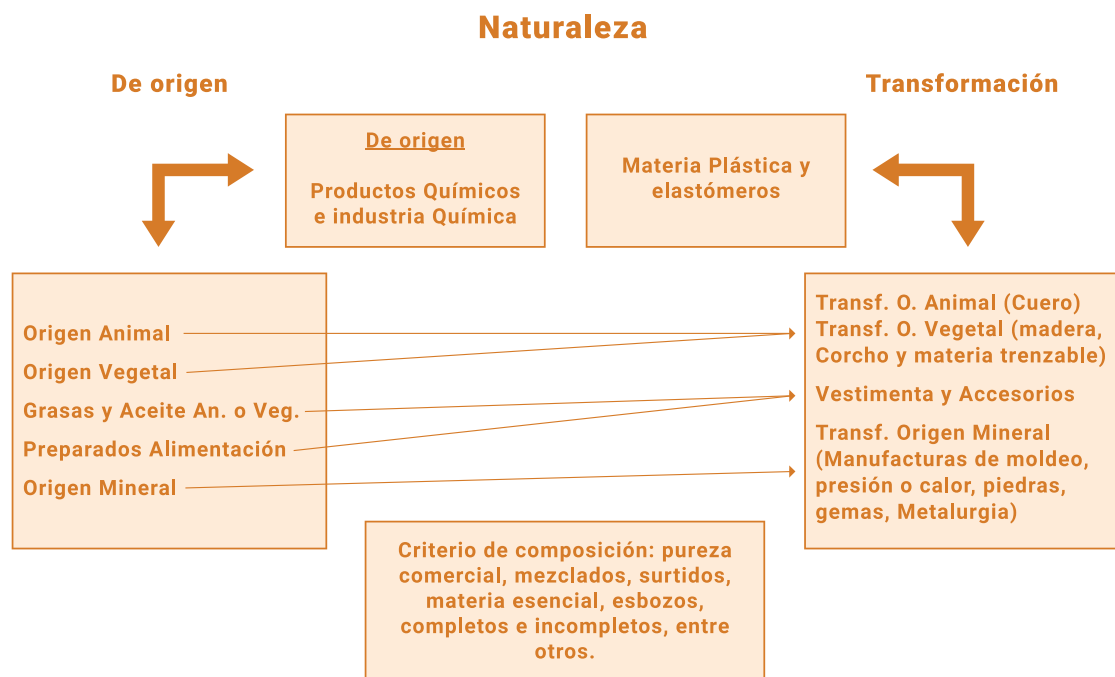 Naturaleza
De origen
Transformación
De origen
Productos Químicos
e industria Química
Materia Plástica y
elastómeros
Origen Animal
Origen Vegetal
Grasas y Aceite An. o Veg.
Preparados Alimentación
Origen Mineral
Transf. O. Animal (Cuero)
Transf. O. Vegetal (madera,
Corcho y materia trenzable)
Vestimenta y Accesorios
Transf. Origen Mineral
(Manufacturas de moldeo,
presión o calor, piedras,
gemas, Metalurgia)
Criterio de composición: pureza
comercial, mezclados, surtidos,
materia esencial, esbozos,
completos e incompletos, entre
otros.